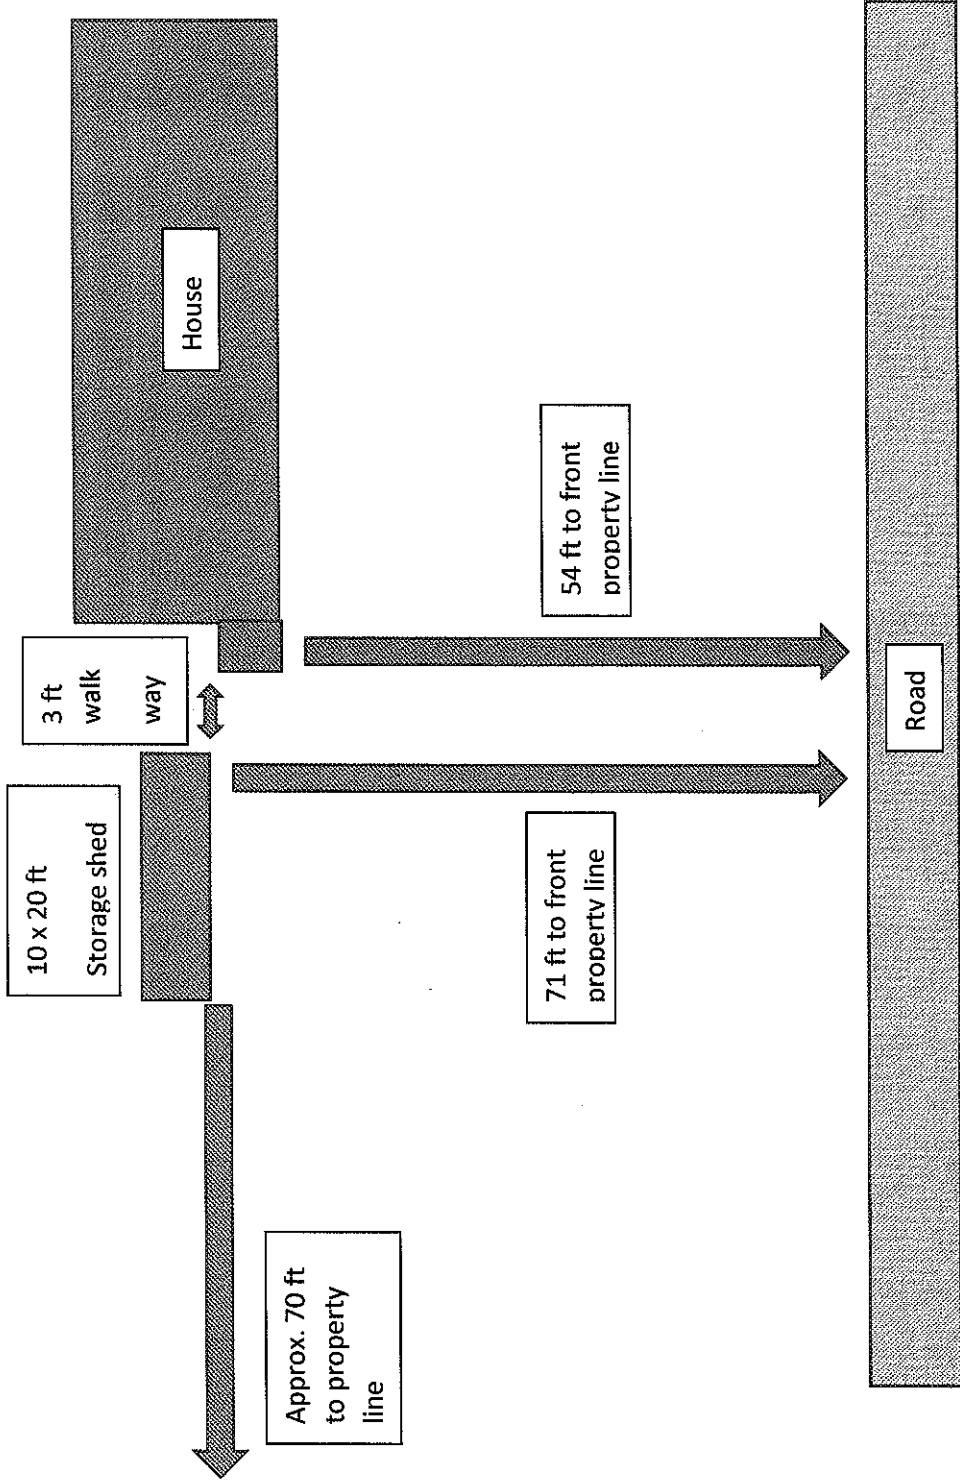 10 x 20 ft
Storage shed
3 ft
walk
way
House
Approx. 70 ft
to property
line
71 ft to front
property line
54 ft to front
property line
Road